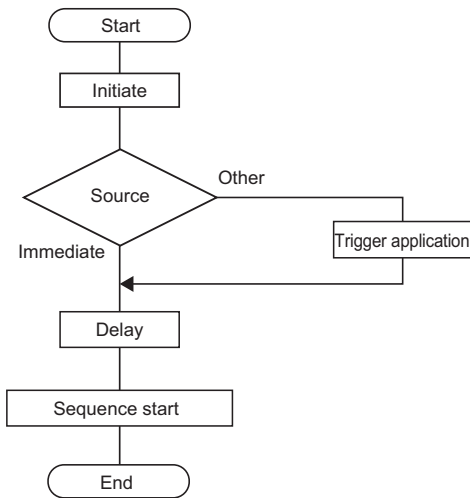 Start
Initiate
Source
Other
Immediate
Trigger application
Delay
Sequence start
End